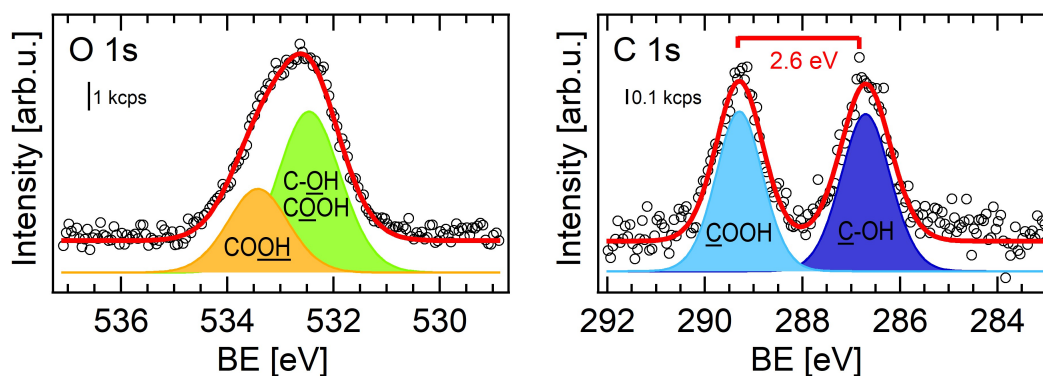 O 1s
1 kcps
C-OH
COOH
COOH
Intensity [arb.u.]
536
534
532
530
BE [eV]
C 1s
2.6 eV
0.1 kcps
COOH
C-OH
Intensity [arb.u.]
292
290
288
286
284
BE [eV]